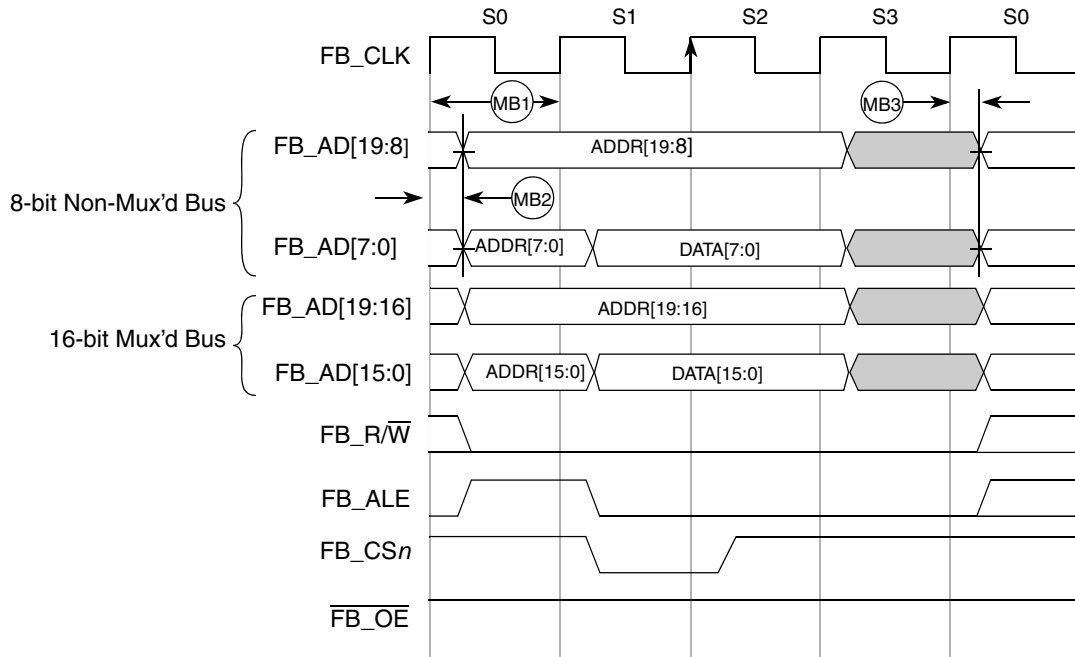 S0 S1 S2 S3 S0
FB_CLK
MB1 MB3
FB_AD[19:8] ADDR[19:8]
8-bit Non-Mux'd Bus
MB2
FB_AD[7:0] ADDR[7:0] DATA[7:0]
FB_AD[19:16] ADDR[19:16]
16-bit Mux'd Bus
FB_AD[15:0] ADDR[15:0] DATA[15:0]
FB_R/W̅
FB_ALE
FB_CSn
F̅B̅_̅O̅E̅